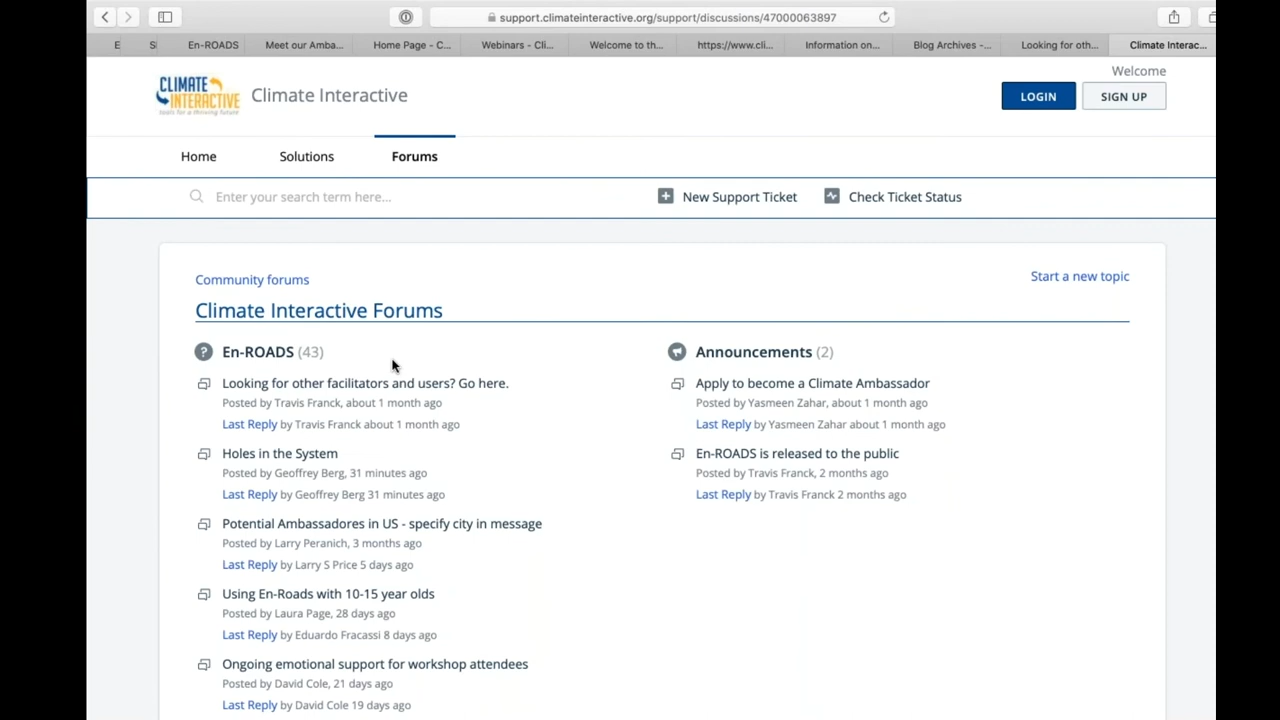 support.climateinteractive.org/support/discussions/47000063897
E
S
En-ROADS
Meet our Amba...
Home Page - C...
Webinars - Cli...
Welcome to th...
https://www.cli...
Information on...
Blog Archives -...
Looking for oth...
Climate Interac...
Welcome
CLIMATE
INTERACTIVE
tools for a thriving future
Climate Interactive
LOGIN
SIGN UP
Home
Solutions
Forums
Enter your search term here...
New Support Ticket
Check Ticket Status
Community forums
Start a new topic
Climate Interactive Forums
En-ROADS (43)
Looking for other facilitators and users? Go here.
Posted by Travis Franck, about 1 month ago
Last Reply by Travis Franck about 1 month ago
Holes in the System
Posted by Geoffrey Berg, 31 minutes ago
Last Reply by Geoffrey Berg 31 minutes ago
Potential Ambassadores in US - specify city in message
Posted by Larry Peranich, 3 months ago
Last Reply by Larry S Price 5 days ago
Using En-Roads with 10-15 year olds
Posted by Laura Page, 28 days ago
Last Reply by Eduardo Fracassi 8 days ago
Ongoing emotional support for workshop attendees
Posted by David Cole, 21 days ago
Last Reply by David Cole 19 days ago
Announcements (2)
Apply to become a Climate Ambassador
Posted by Yasmeen Zahar, about 1 month ago
Last Reply by Yasmeen Zahar about 1 month ago
En-ROADS is released to the public
Posted by Travis Franck, 2 months ago
Last Reply by Travis Franck 2 months ago